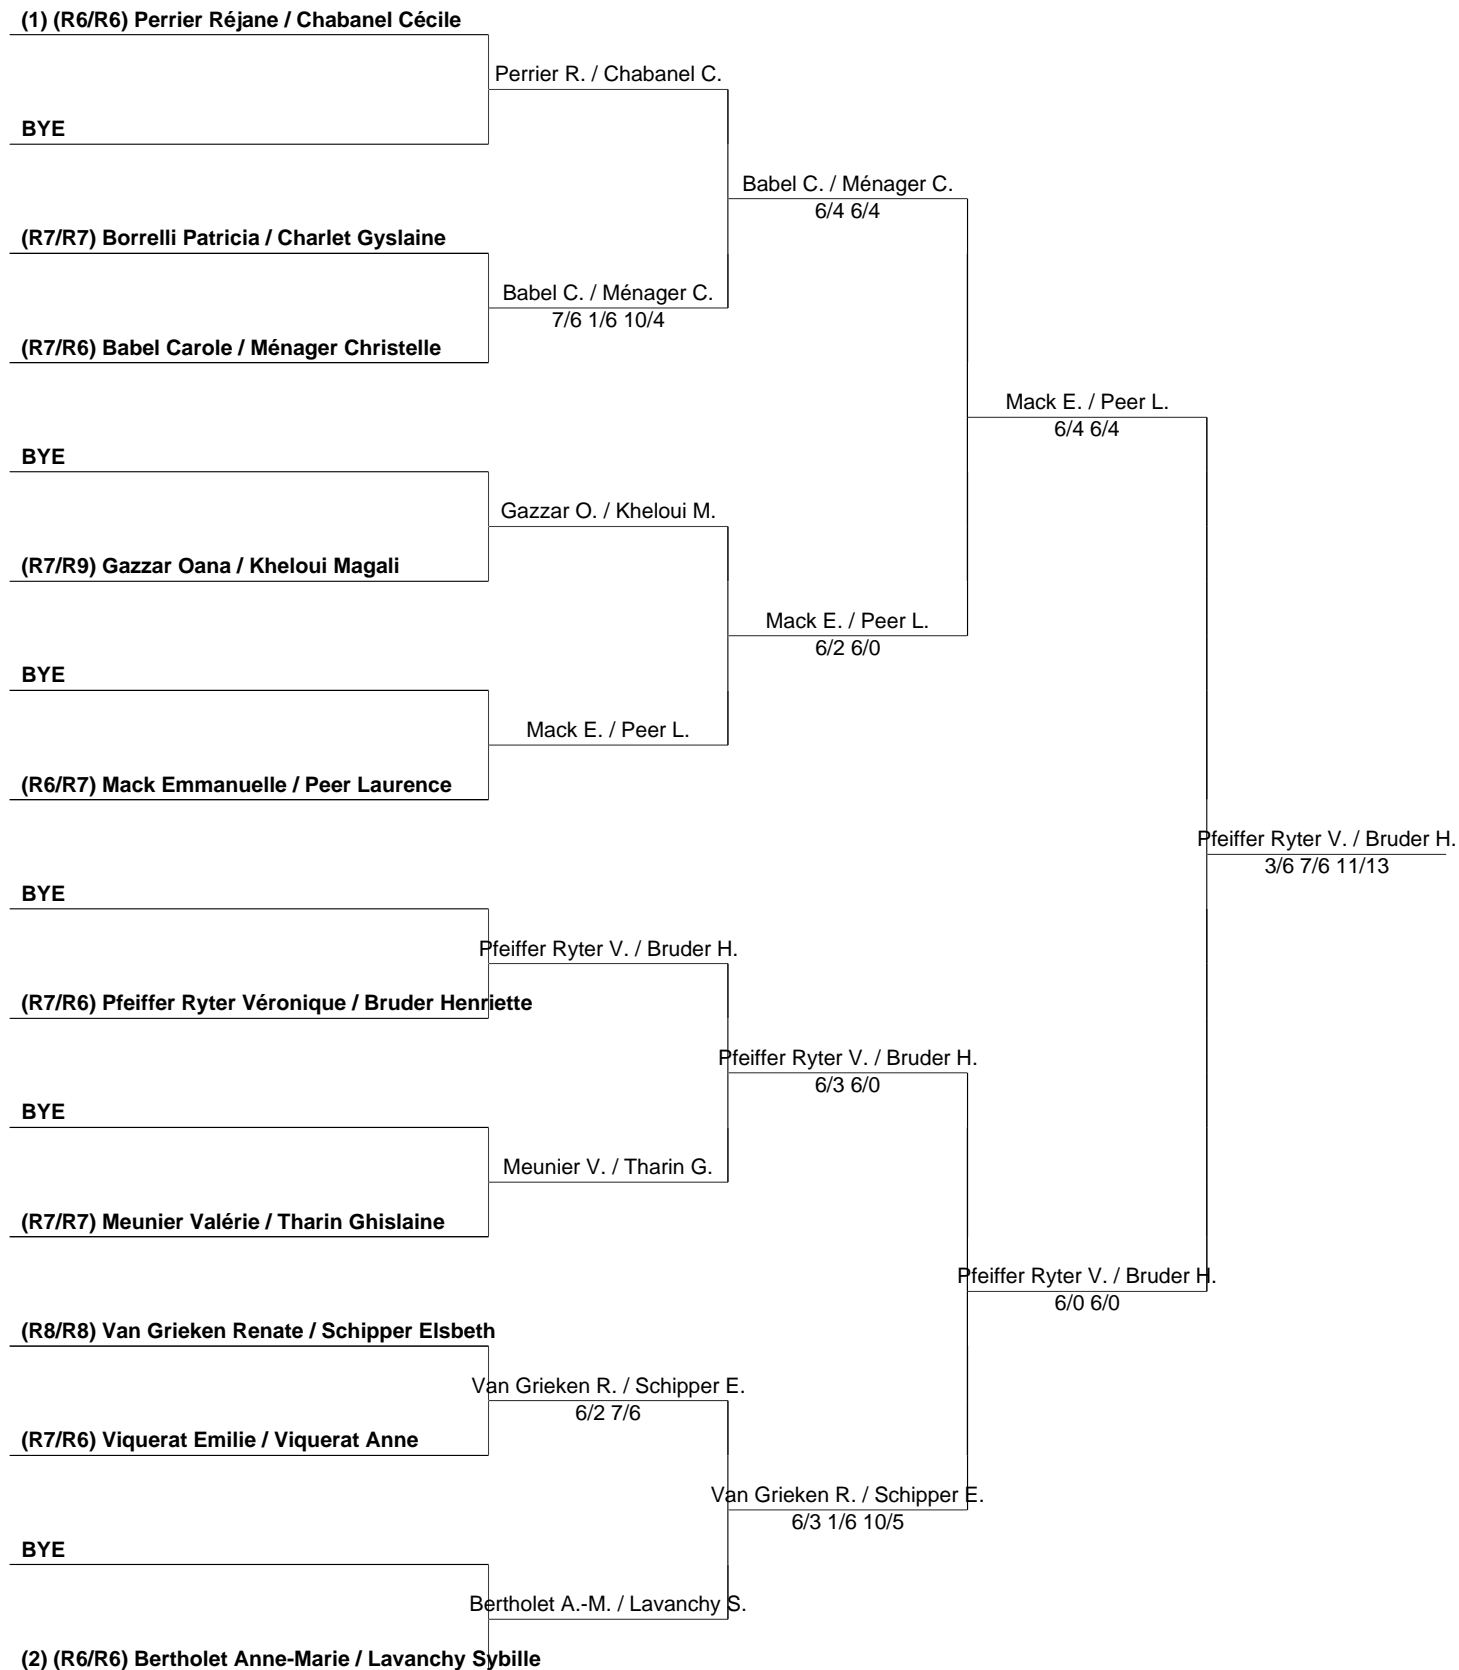 (1) (R6/R6) Perrier Réjane / Chabanel Cécile
Perrier R. / Chabanel C.
BYE
Babel C. / Ménager C.
6/4 6/4
(R7/R7) Borrelli Patricia / Charlet Gyslaine
Babel C. / Ménager C.
7/6 1/6 10/4
(R7/R6) Babel Carole / Ménager Christelle
Mack E. / Peer L.
6/4 6/4
BYE
Gazzar O. / Kheloui M.
(R7/R9) Gazzar Oana / Kheloui Magali
Mack E. / Peer L.
6/2 6/0
BYE
Mack E. / Peer L.
(R6/R7) Mack Emmanuelle / Peer Laurence
Pfeiffer Ryter V. / Bruder H.
3/6 7/6 11/13
BYE
Pfeiffer Ryter V. / Bruder H.
(R7/R6) Pfeiffer Ryter Véronique / Bruder Henriette
Pfeiffer Ryter V. / Bruder H.
6/3 6/0
BYE
Meunier V. / Tharin G.
(R7/R7) Meunier Valérie / Tharin Ghislaine
Pfeiffer Ryter V. / Bruder H.
6/0 6/0
(R8/R8) Van Grieken Renate / Schipper Elsbeth
Van Grieken R. / Schipper E.
6/2 7/6
(R7/R6) Viquerat Emilie / Viquerat Anne
Van Grieken R. / Schipper E.
6/3 1/6 10/5
BYE
Bertholet A.-M. / Lavanchy S.
(2) (R6/R6) Bertholet Anne-Marie / Lavanchy Sybille